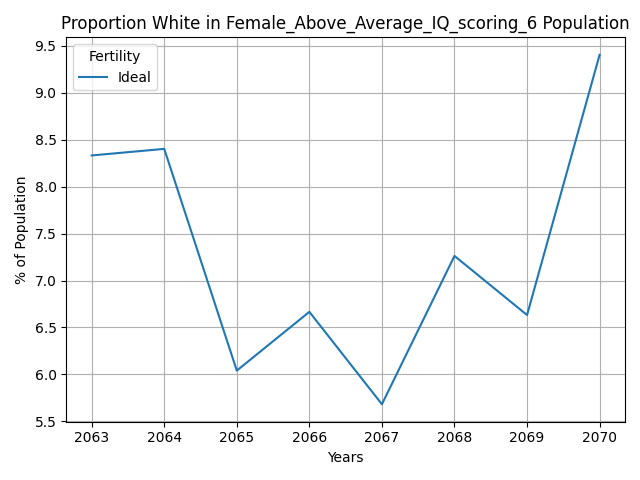 Proportion White in Female_Above_Average_IQ_scoring_6 Population
Fertility
Ideal
9.5
9.0
8.5
8.0
7.5
7.0
6.5
6.0
5.5
% of Population
2063 2064 2065 2066 2067 2068 2069 2070
Years